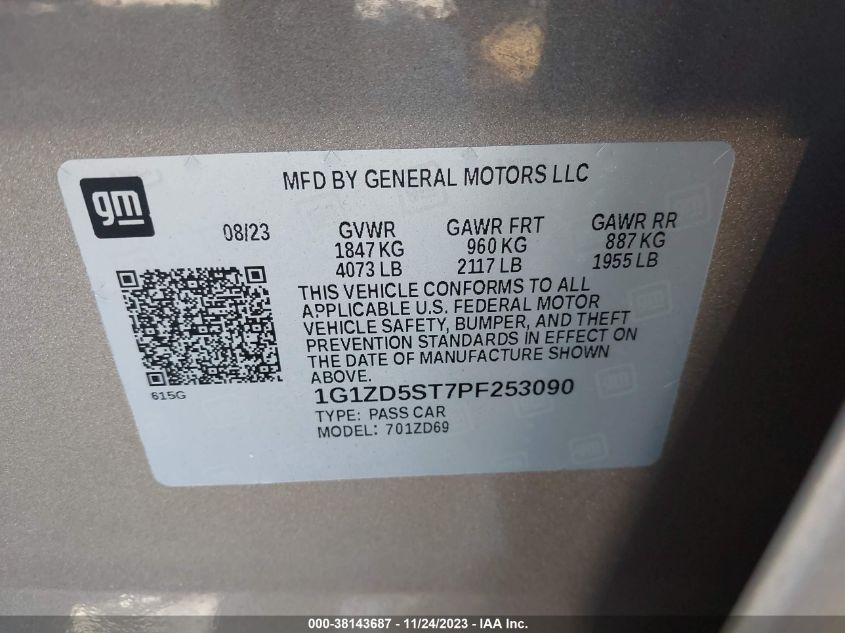 gm
MFD BY GENERAL MOTORS LLC
08/23
GVWR
1847 KG
4073 LB
GAWR FRT
960 KG
2117 LB
GAWR RR
887 KG
1955 LB
THIS VEHICLE CONFORMS TO ALL
APPLICABLE U.S. FEDERAL MOTOR
VEHICLE SAFETY, BUMPER, AND THEFT
PREVENTION STANDARDS IN EFFECT ON
THE DATE OF MANUFACTURE SHOWN
ABOVE.
615G
1G1ZD5ST7PF253090
TYPE: PASS CAR
MODEL: 701ZD69
000-38143687 - 11/24/2023 - IAA Inc.